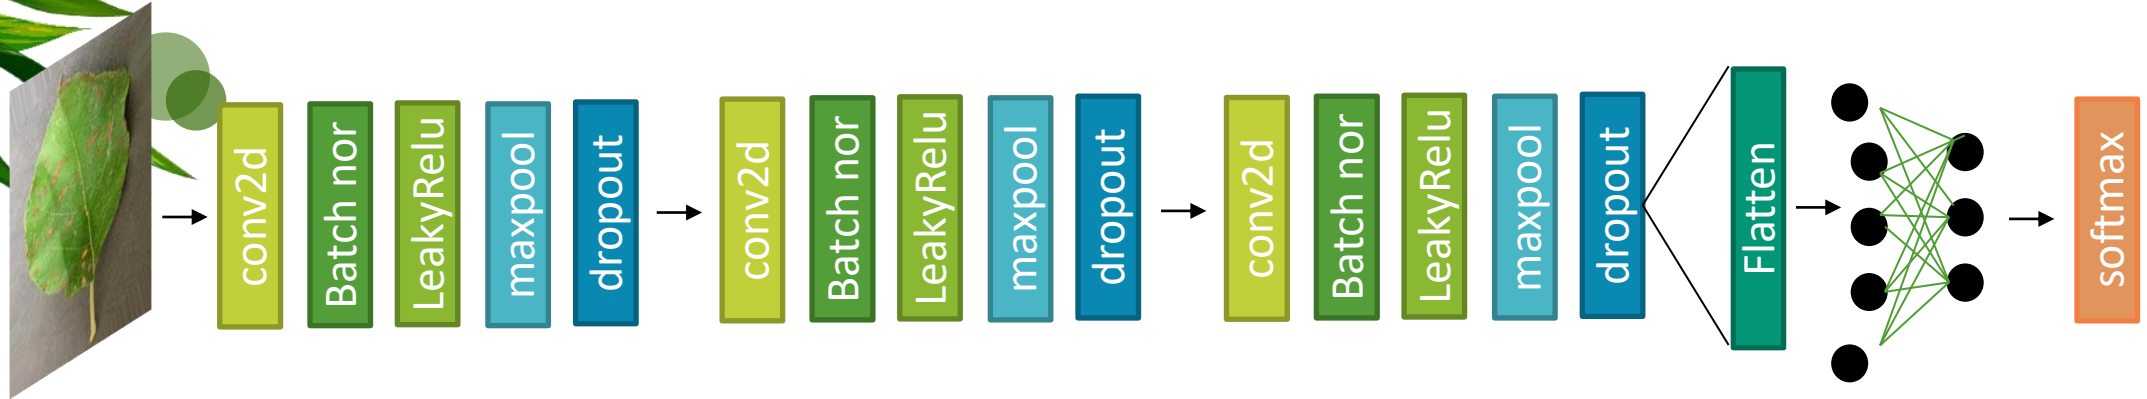 conv2d
Batch nor
LeakyRelu
maxpool
dropout
conv2d
Batch nor
LeakyRelu
maxpool
dropout
conv2d
Batch nor
LeakyRelu
maxpool
dropout
Flatten
softmax